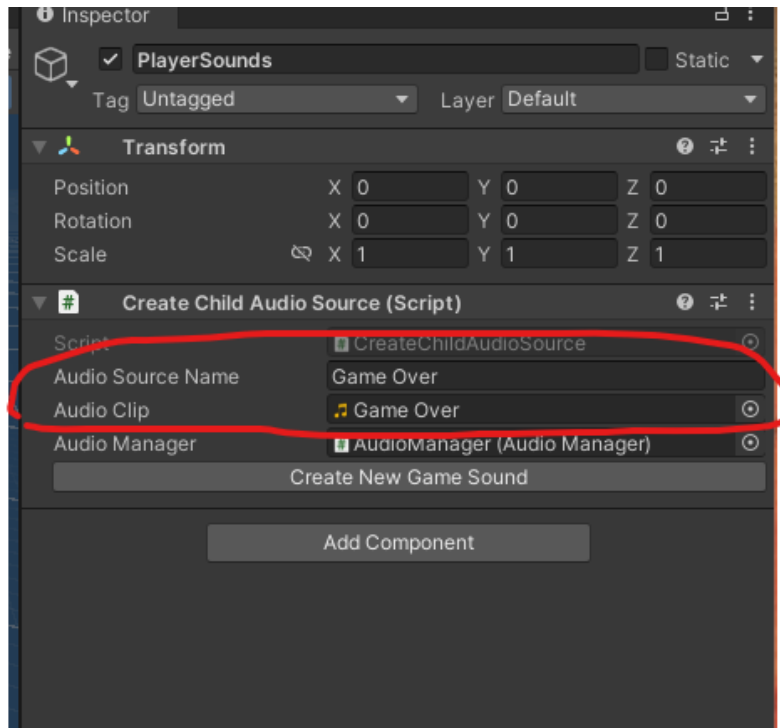 Inspector
PlayerSounds Static
Tag Untagged Layer Default
Transform
Position X 0 Y 0 Z 0
Rotation X 0 Y 0 Z 0
Scale X 1 Y 1 Z 1
# Create Child Audio Source (Script)
Script # CreateChildAudioSource
Audio Source Name Game Over
Audio Clip Game Over
Audio Manager # AudioManager (Audio Manager)
Create New Game Sound
Add Component